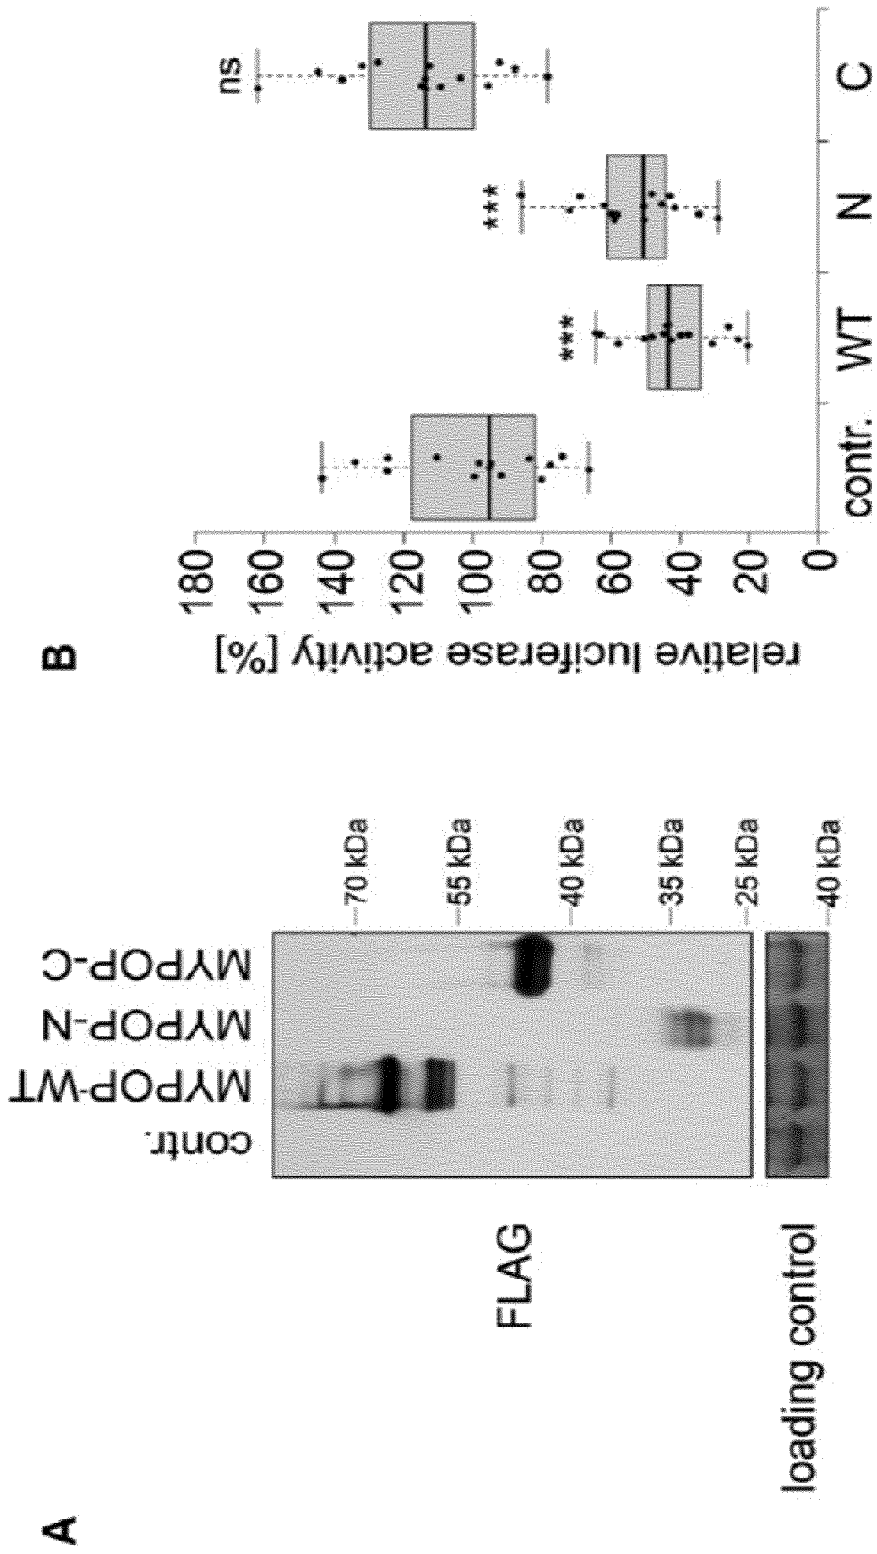 A
contr.
MYPOP-WT
MYPOP-N
MYPOP-C
FLAG
70 kDa
55 kDa
40 kDa
35 kDa
25 kDa
loading control
40 kDa
B
relative luciferase activity [%]
180
160
140
120
100
80
60
40
20
0
***
***
ns
contr.
WT
N
C